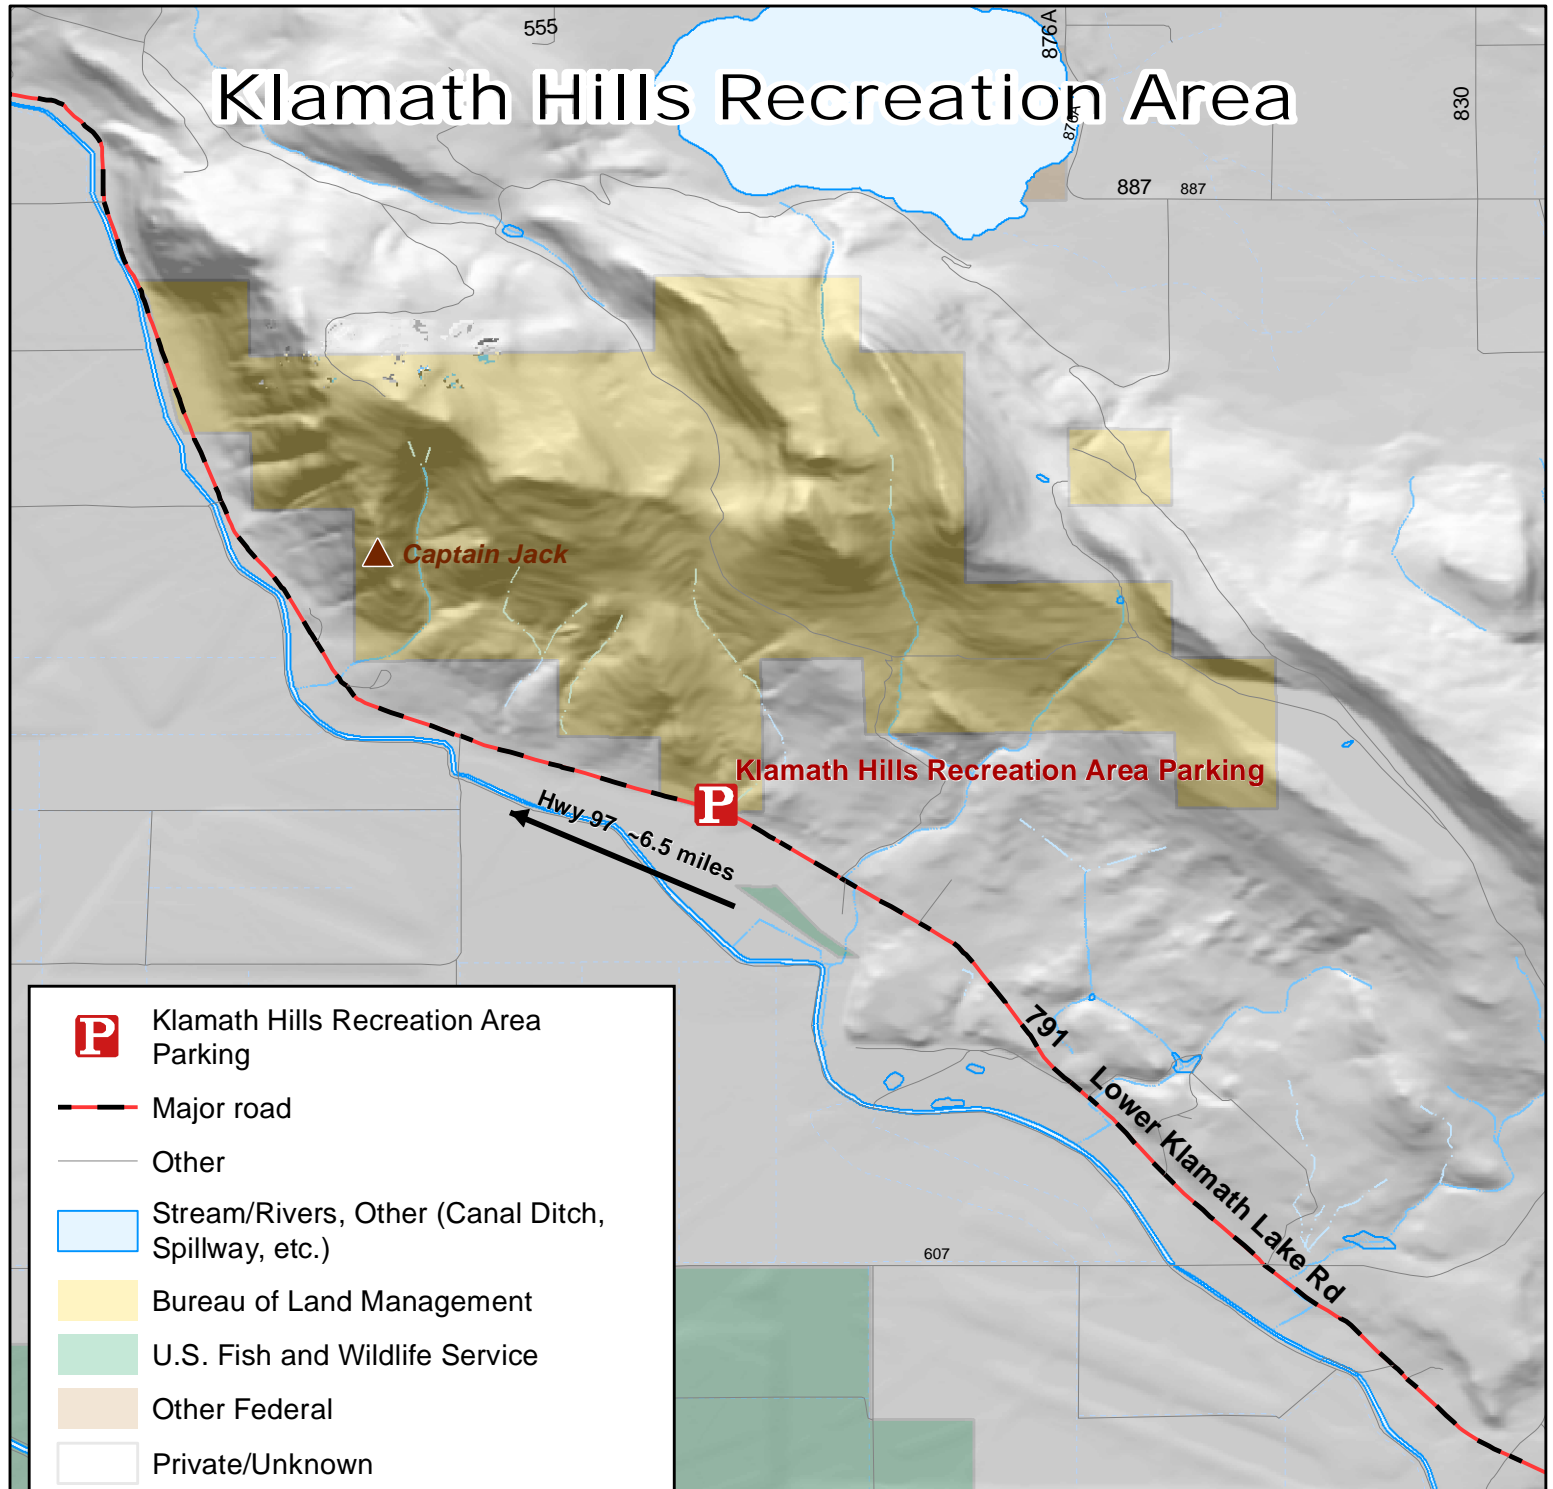 555
876A
Klamath Hills Recreation Area
830
876A
887
887
Captain Jack
Klamath Hills Recreation Area Parking
P
Hwy 97 ~6.5 miles
791
Lower Klamath Lake Rd
607
P
Klamath Hills Recreation Area
Parking
Major road
Other
Stream/Rivers, Other (Canal Ditch,
Spillway, etc.)
Bureau of Land Management
U.S. Fish and Wildlife Service
Other Federal
Private/Unknown